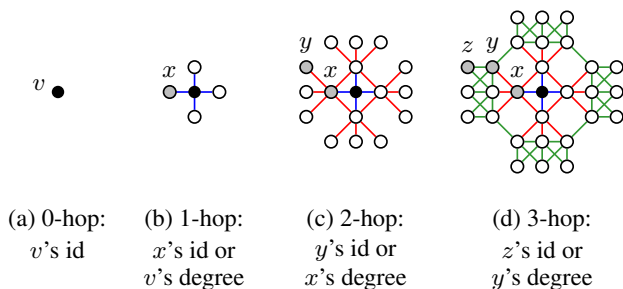 v
x
y
x
z
y
x
(a) 0-hop:
v's id
(b) 1-hop:
x's id or
v's degree
(c) 2-hop:
y's id or
x's degree
(d) 3-hop:
z's id or
y's degree